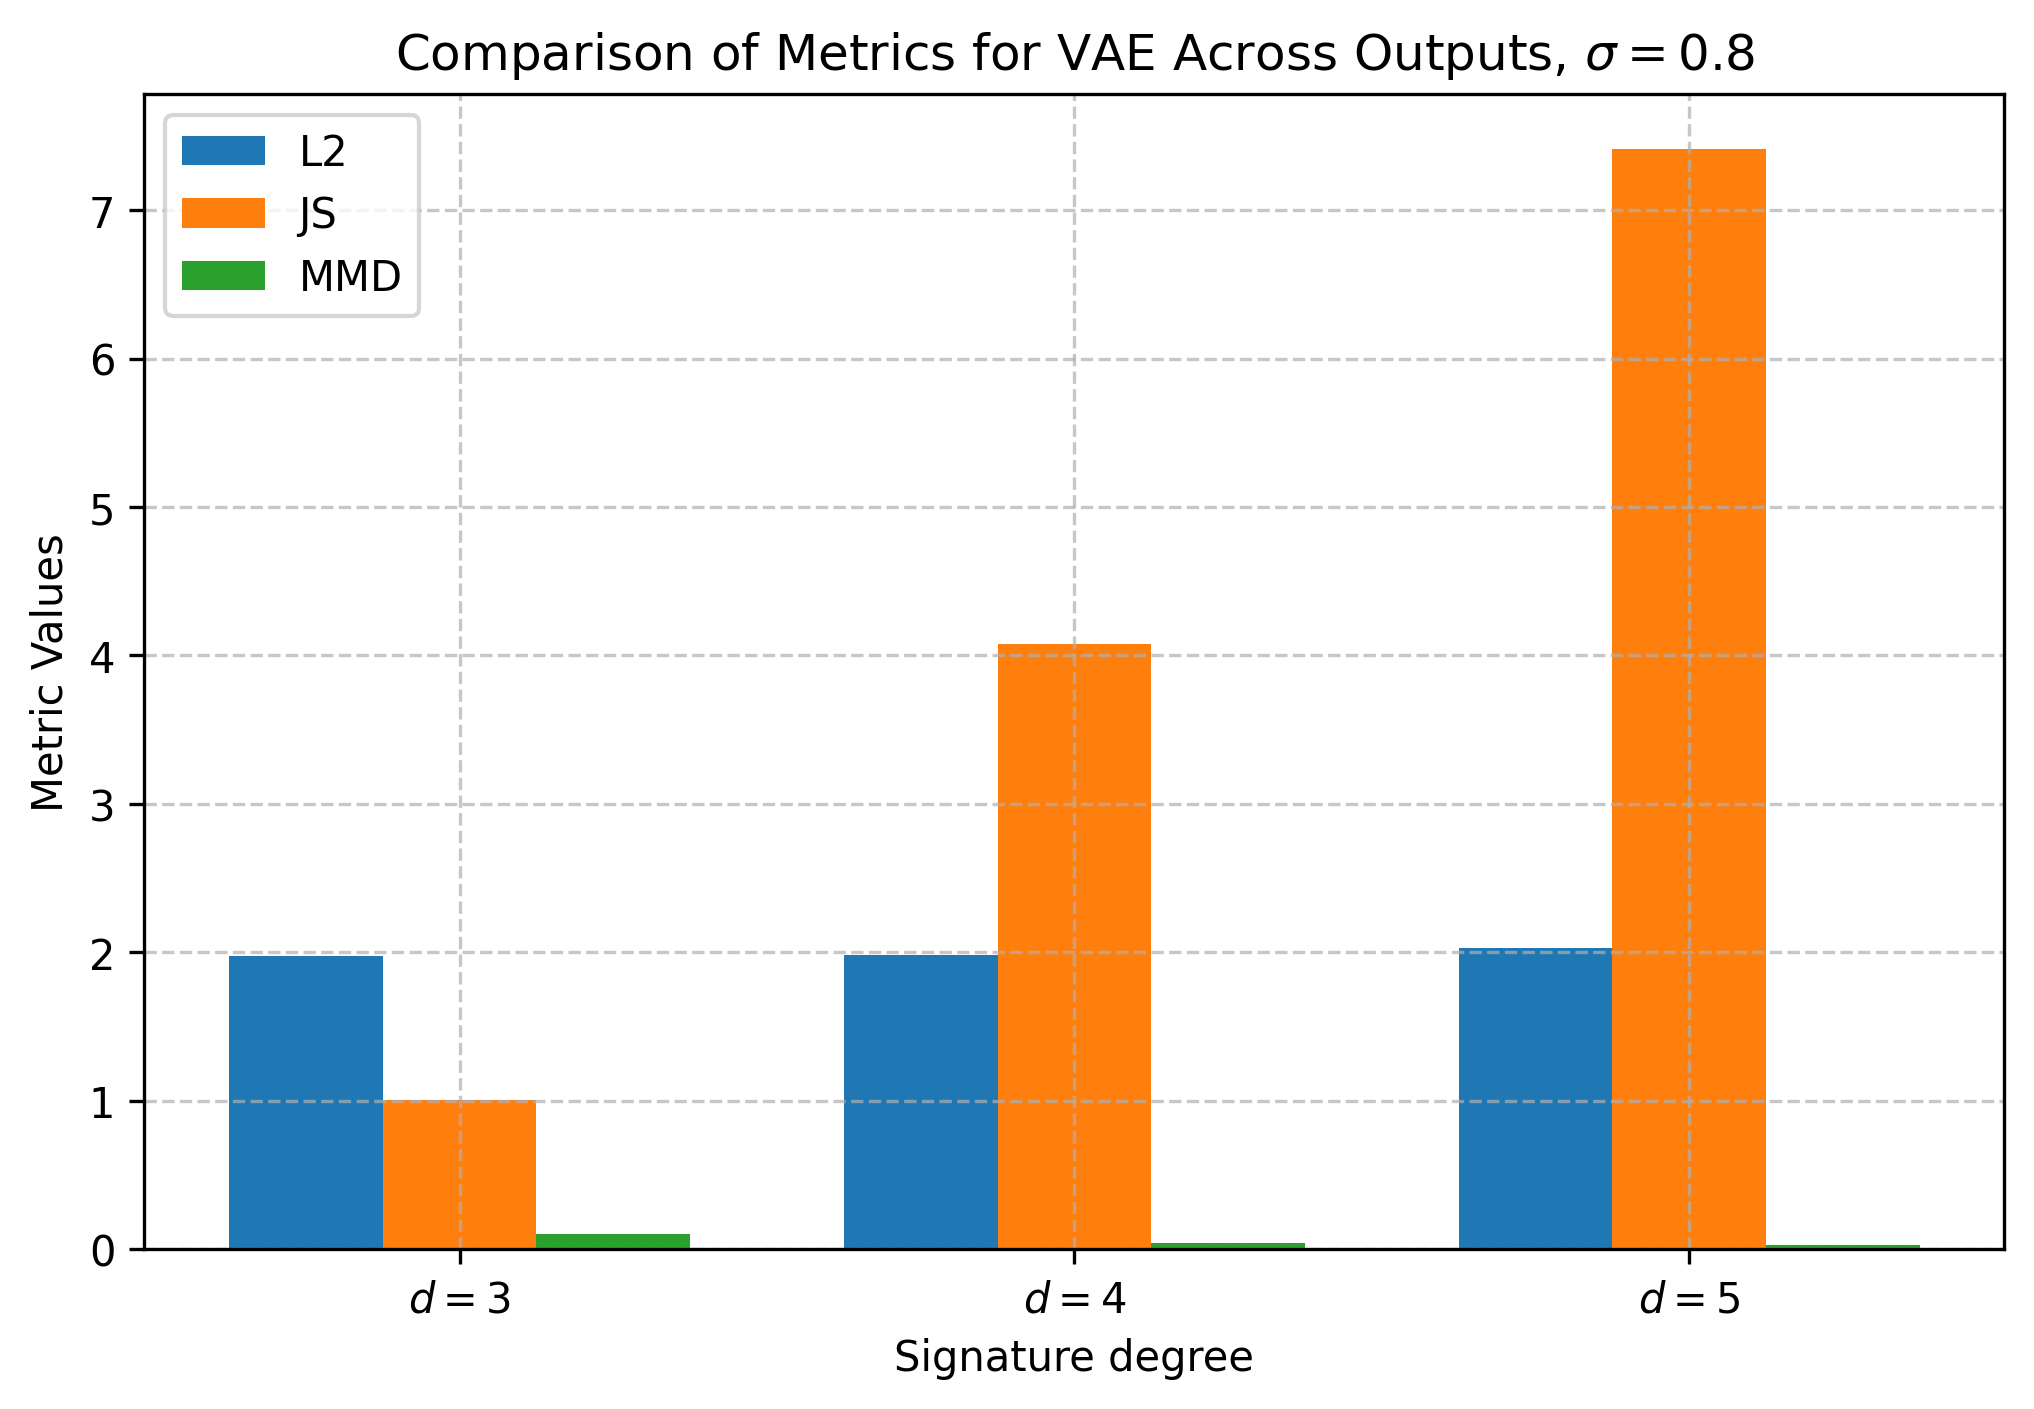 Comparison of Metrics for VAE Across Outputs, σ = 0.8
L2
JS
MMD
7
6
5
4
3
2
1
0
Metric Values
d = 3
d = 4
d = 5
Signature degree